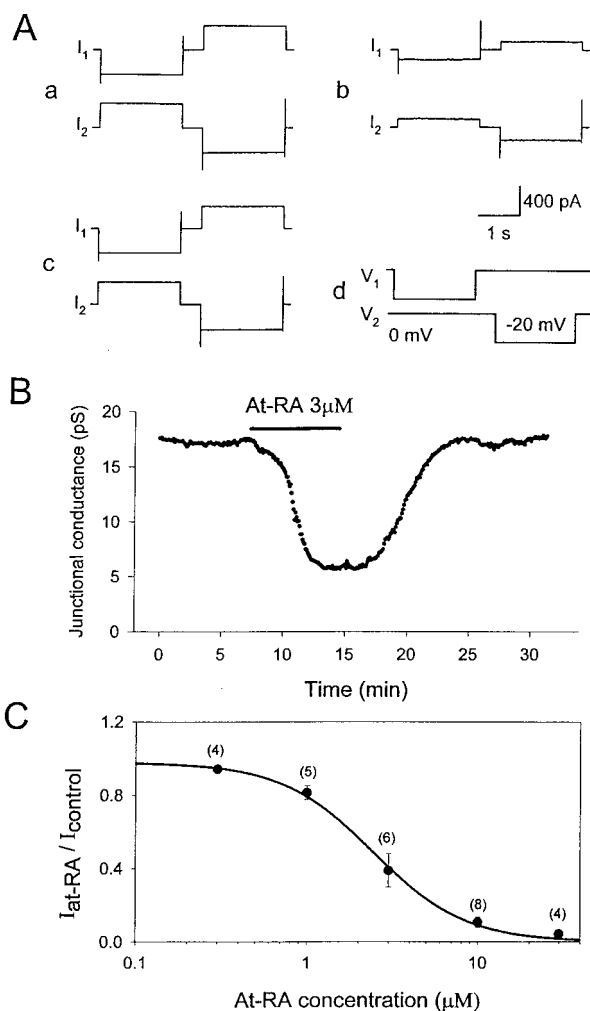 A
I1
a
I2
I1
b
I2
I1
c
I2
400 pA
1 s
V1
d
V2
0 mV
-20 mV
B
At-RA 3μM
Junctional conductance (pS)
20
15
10
5
0
0 5 10 15 20 25 30
Time (min)
C
Iat-RA / Icontrol
1.2
0.8
0.4
0.0
(4)
(5)
(6)
(8)
(4)
0.1 1 10
At-RA concentration (μM)